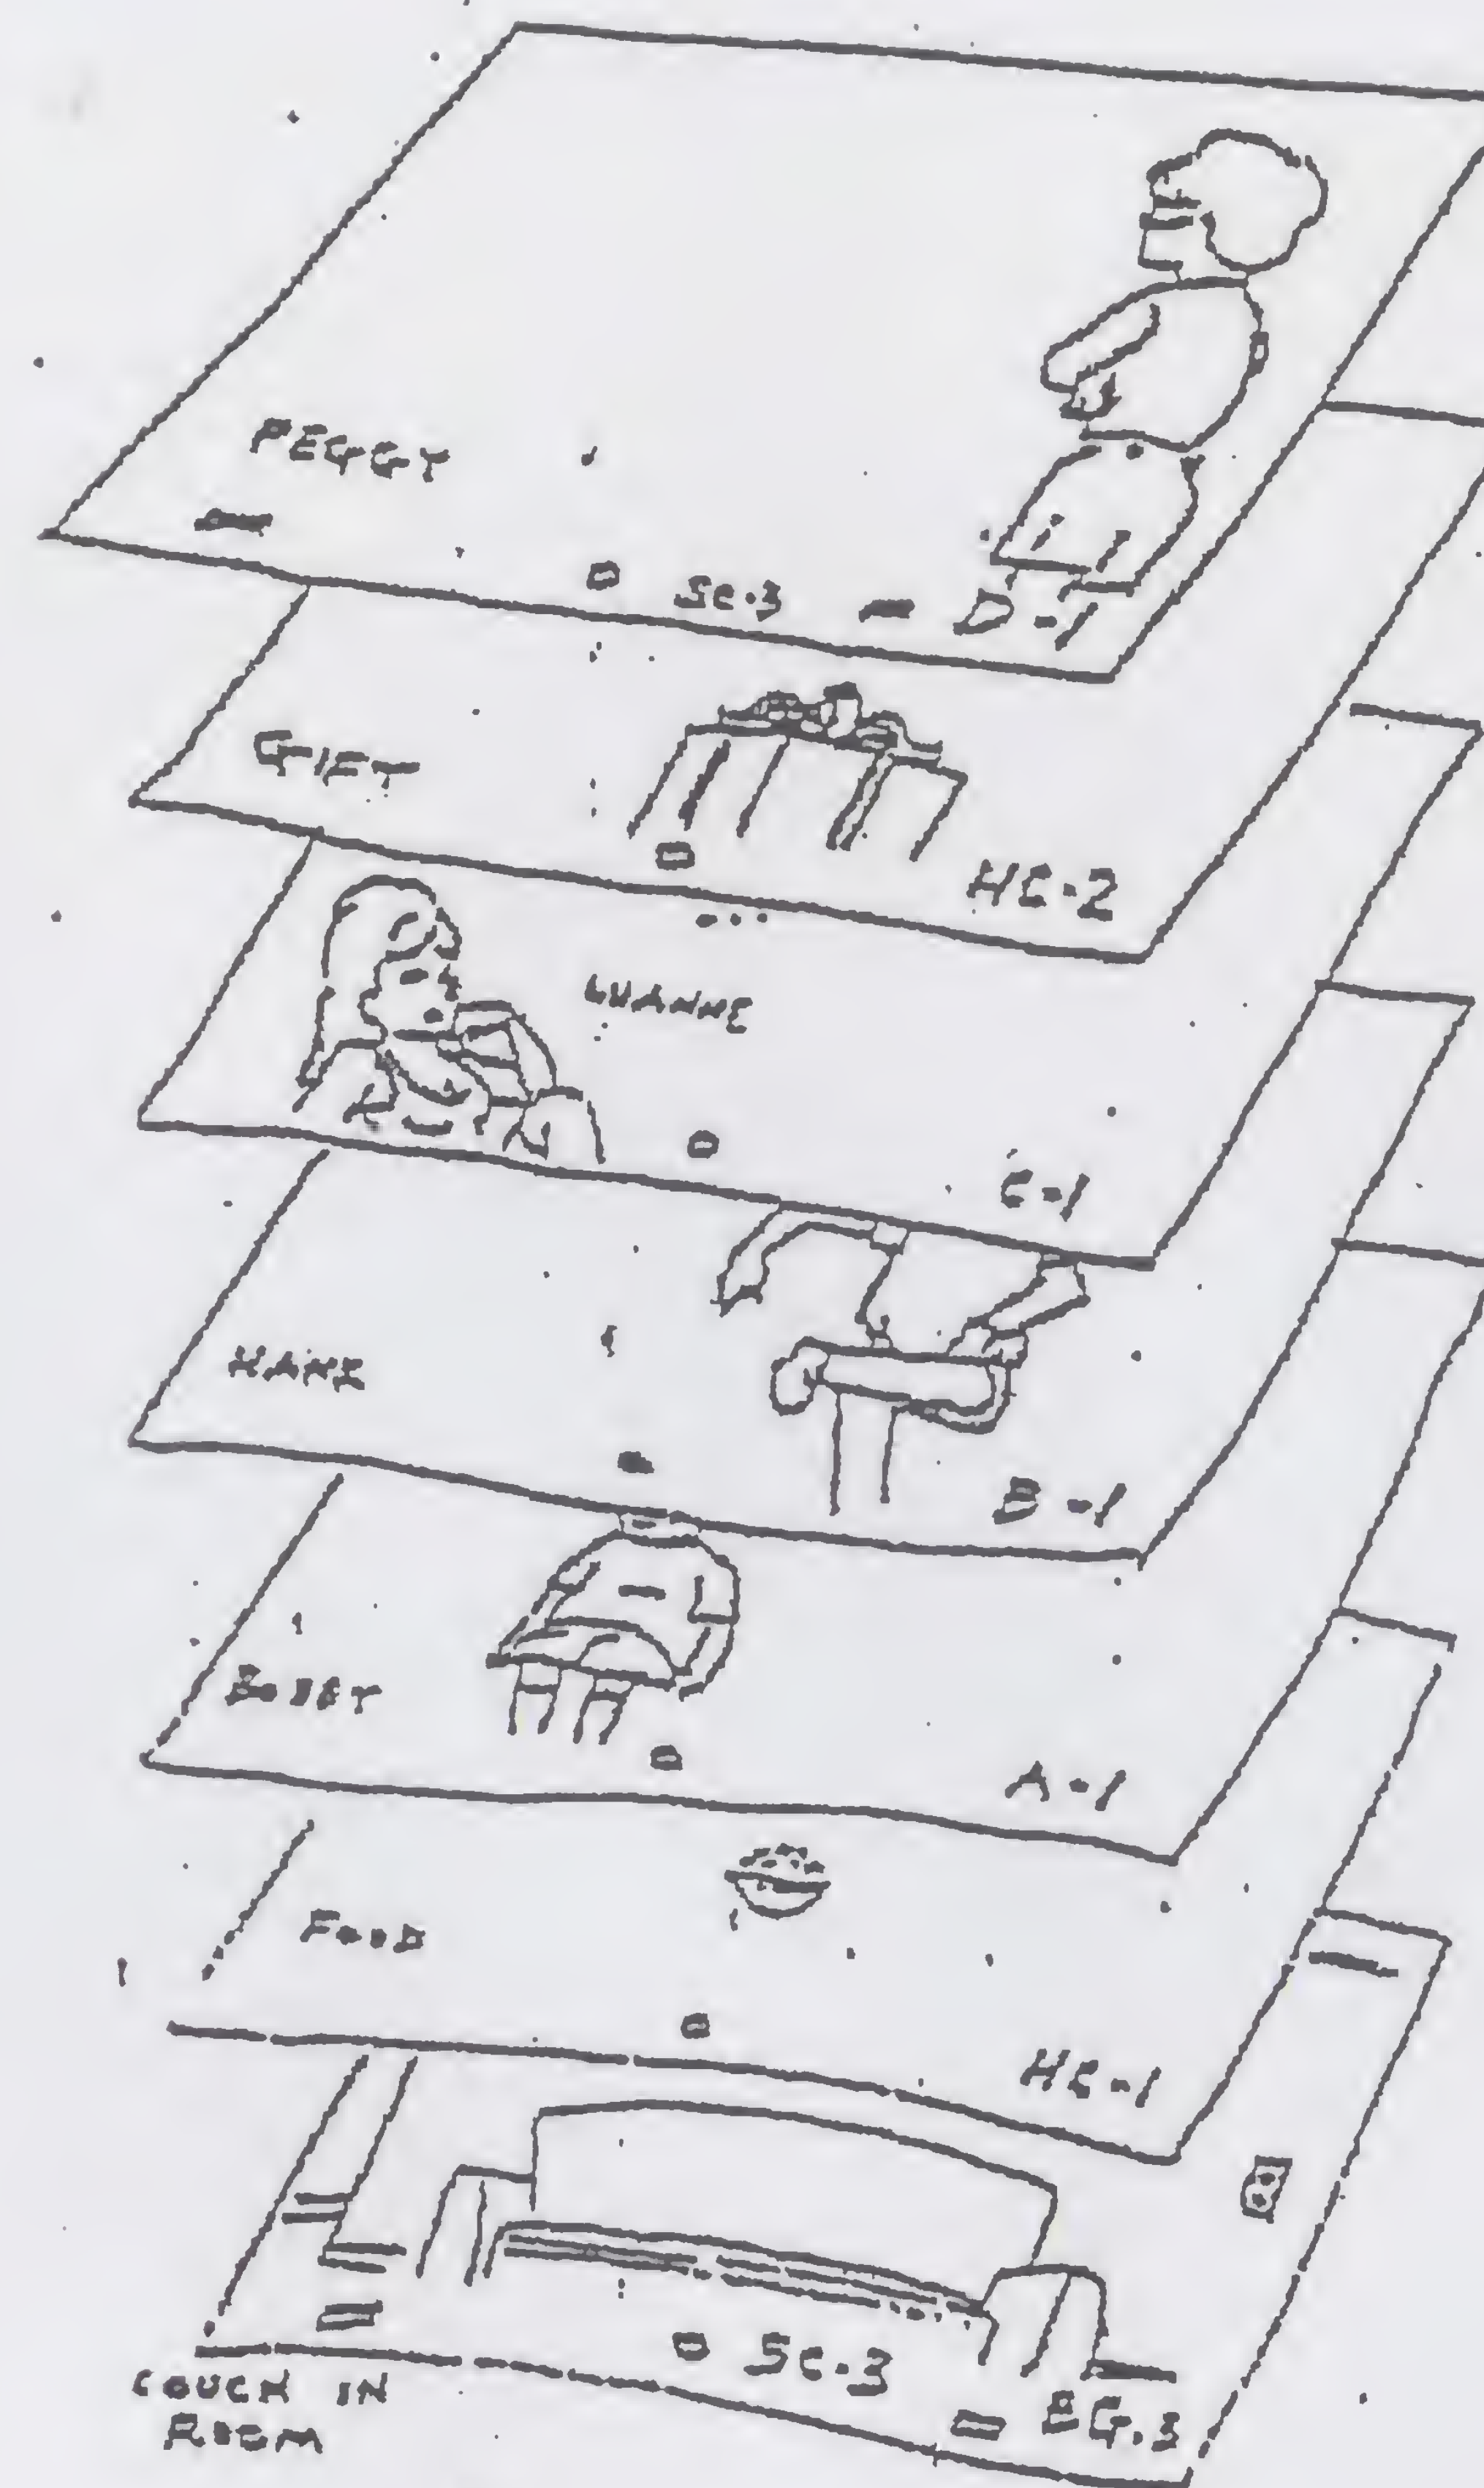 PEGGY
SC-3 D-1
GIFT
HC-2
LUANNE
C-1
HANK
B-1
BOBBY
A-1
FOOD
HC-1
SC-3
BG.3
COUCH IN
ROOM